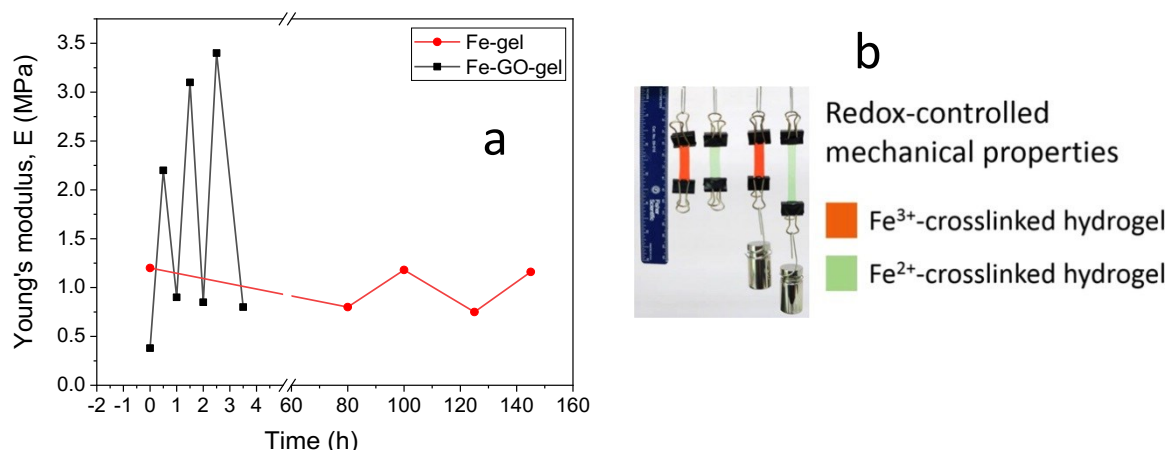 Young's modulus, E (MPa)
3.5
3.0
2.5
2.0
1.5
1.0
0.5
0.0
Fe-gel
Fe-GO-gel
a
-2 -1 0 1 2 3 4 60 80 100 120 140 160
Time (h)
b
Redox-controlled
mechanical properties
Fe³⁺-crosslinked hydrogel
Fe²⁺-crosslinked hydrogel
Fisher
Scientific